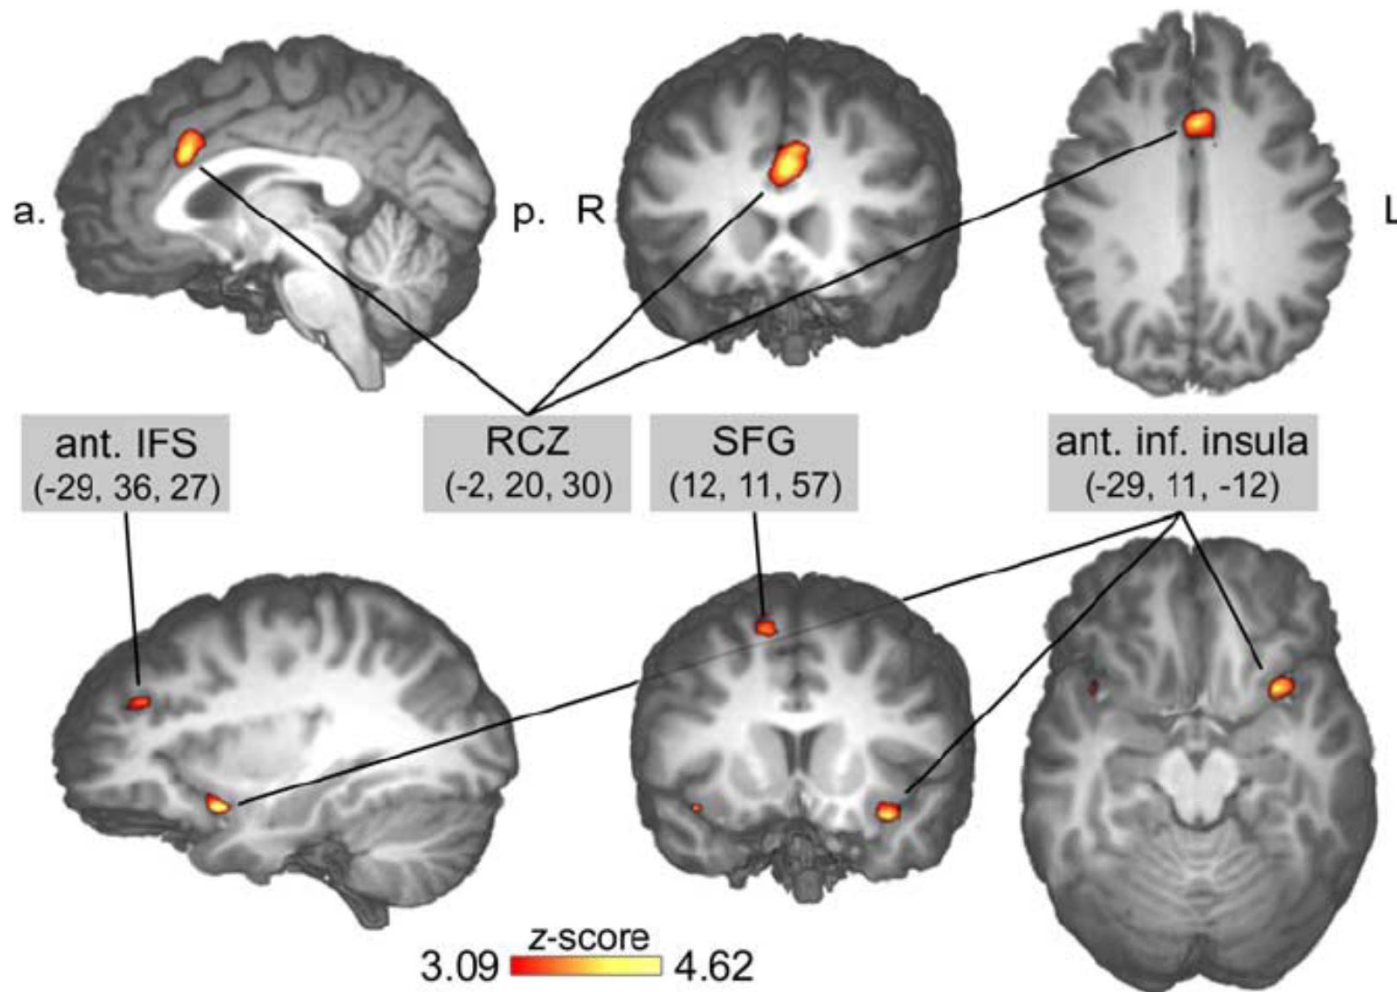 a.
p.
R
L
ant. IFS
(-29, 36, 27)
RCZ
(-2, 20, 30)
SFG
(12, 11, 57)
ant. inf. insula
(-29, 11, -12)
z-score
3.09
4.62